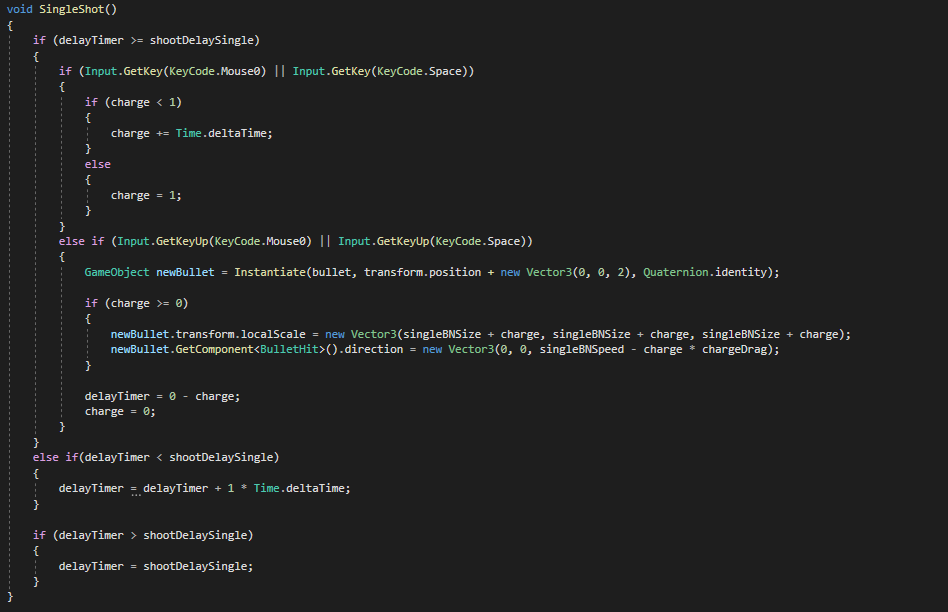 void SingleShot()
{
if (delayTimer >= shootDelaySingle)
{
if (Input.GetKey(KeyCode.Mouse0) || Input.GetKey(KeyCode.Space))
{
if (charge < 1)
{
charge += Time.deltaTime;
}
else
{
charge = 1;
}
}
else if (Input.GetKeyUp(KeyCode.Mouse0) || Input.GetKeyUp(KeyCode.Space))
{
GameObject newBullet = Instantiate(bullet, transform.position + new Vector3(0, 0, 2), Quaternion.identity);
if (charge >= 0)
{
newBullet.transform.localScale = new Vector3(singleBNSize + charge, singleBNSize + charge, singleBNSize + charge);
newBullet.GetComponent<BulletHit>().direction = new Vector3(0, 0, singleBNSpeed - charge * chargeDrag);
}
delayTimer = 0 - charge;
charge = 0;
}
}
else if(delayTimer < shootDelaySingle)
{
delayTimer = delayTimer + 1 * Time.deltaTime;
}
if (delayTimer > shootDelaySingle)
{
delayTimer = shootDelaySingle;
}
}